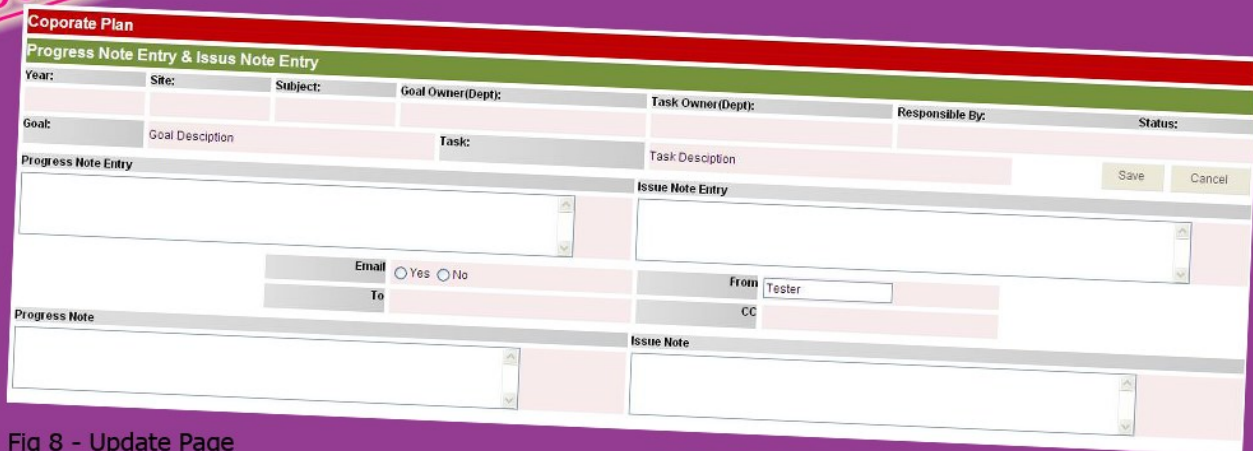 Coporate Plan
Progress Note Entry & Issus Note Entry
Year: Site: Subject: Goal Owner(Dept): Task Owner(Dept): Responsible By: Status:
Goal: Goal Desciption Task: Task Desciption Save Cancel
Progress Note Entry Issue Note Entry
Email Yes No From Tester
To CC
Progress Note Issue Note
Fig 8 - Update Page